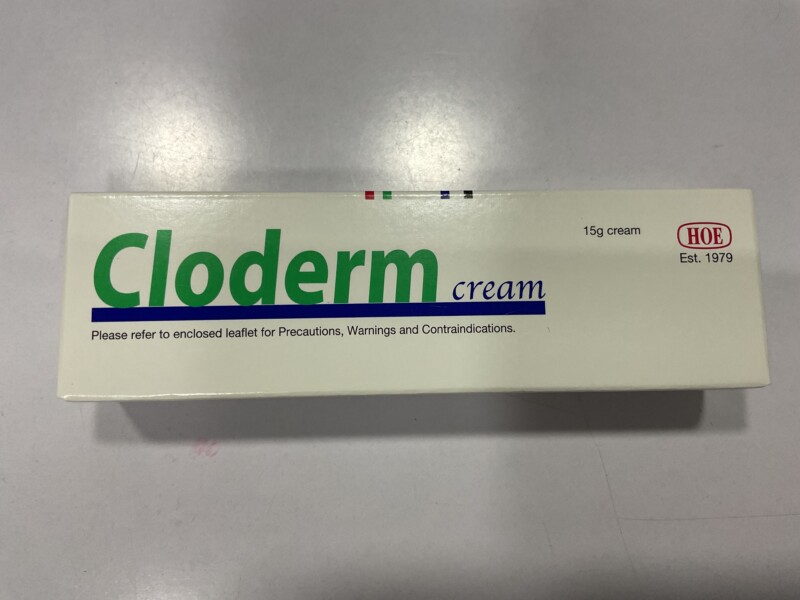 Cloderm cream
15g cream
HOE
Est. 1979
Please refer to enclosed leaflet for Precautions, Warnings and Contraindications.